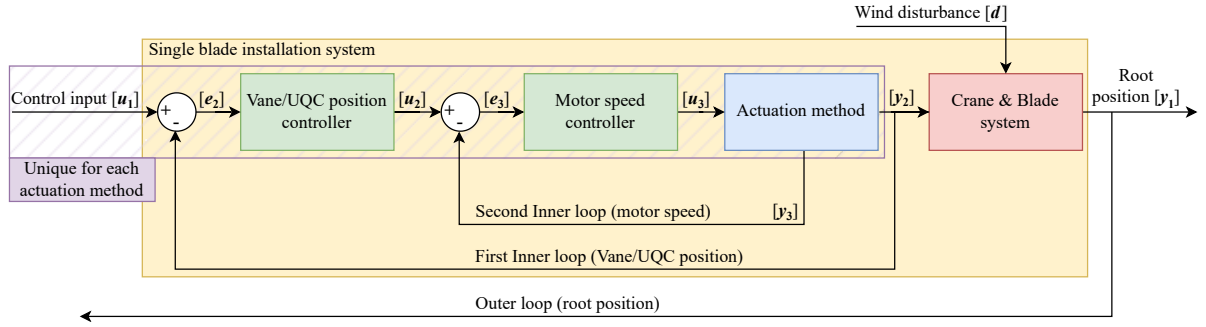 Wind disturbance [d]
Single blade installation system
Control input [u1]
+
-
[e2]
Vane/UQC position
controller
[u2]
+
-
[e3]
Motor speed
controller
[u3]
Actuation method
[y2]
Crane & Blade
system
Root
position [y1]
Unique for each
actuation method
Second Inner loop (motor speed)
[y3]
First Inner loop (Vane/UQC position)
Outer loop (root position)